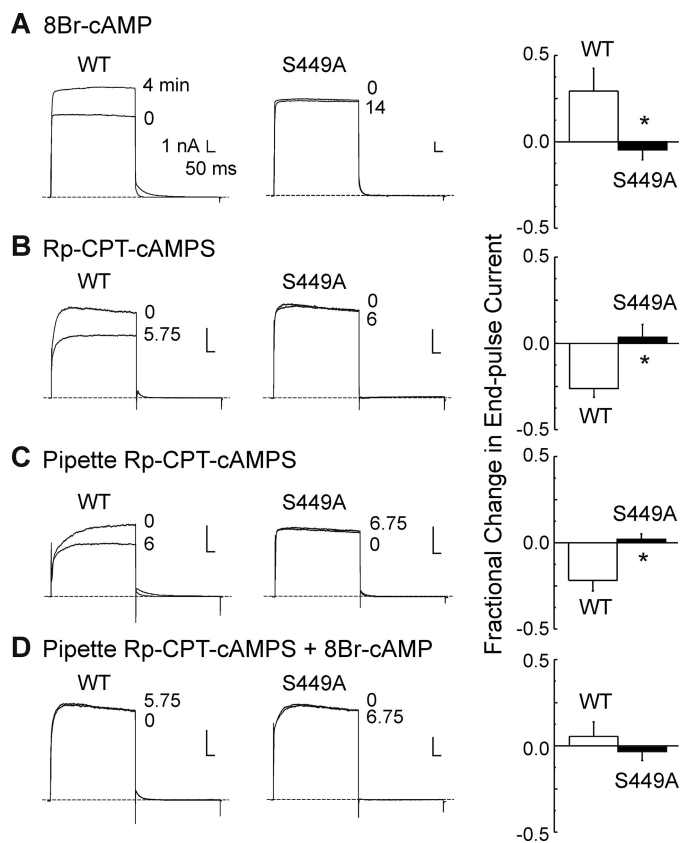 A 8Br-cAMP
WT
4 min
0
1 nA
50 ms
S449A
0
14
0.5
WT
0.0
*
S449A
-0.5
B Rp-CPT-cAMPS
WT
0
5.75
S449A
0
6
0.5
S449A
0.0
*
WT
-0.5
C Pipette Rp-CPT-cAMPS
WT
0
6
S449A
6.75
0
0.5
S449A
0.0
*
WT
-0.5
D Pipette Rp-CPT-cAMPS + 8Br-cAMP
WT
5.75
0
S449A
0
6.75
0.5
WT
0.0
S449A
-0.5
Fractional Change in End-pulse Current